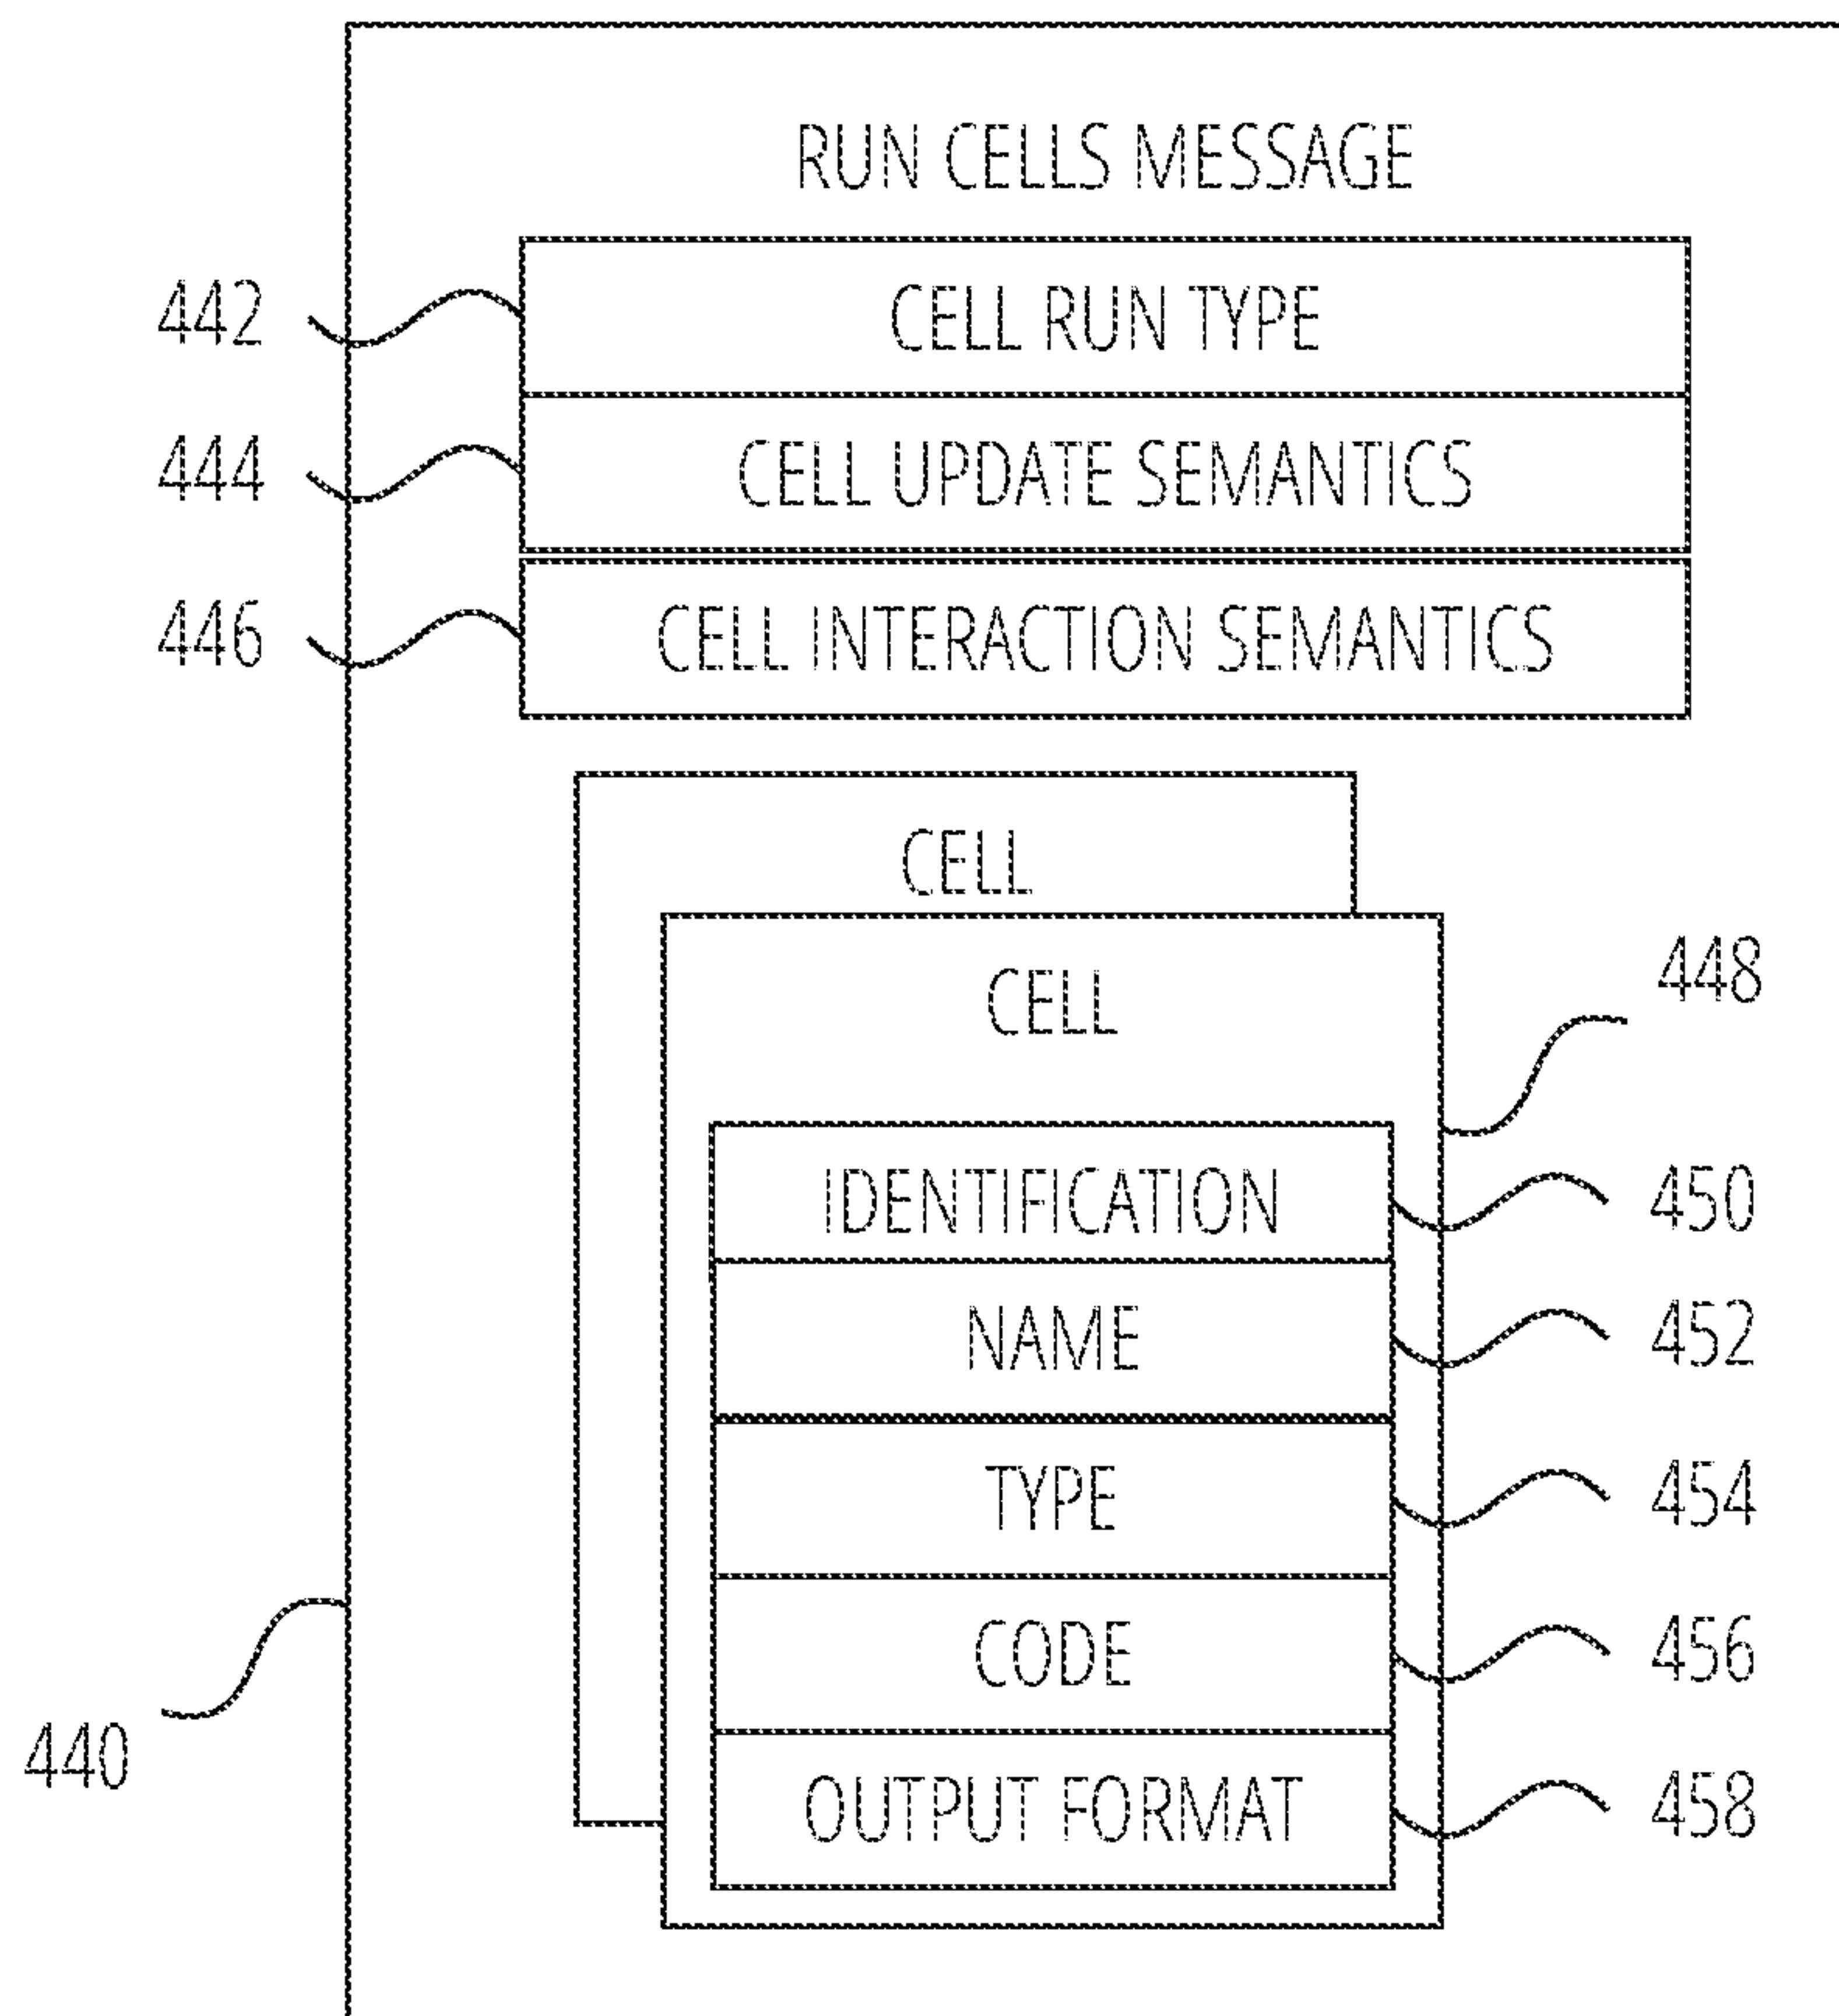 RUN CELLS MESSAGE
442
CELL RUN TYPE
444
CELL UPDATE SEMANTICS
446
CELL INTERACTION SEMANTICS
CELL
CELL
448
IDENTIFICATION
450
NAME
452
TYPE
454
CODE
456
440
OUTPUT FORMAT
458